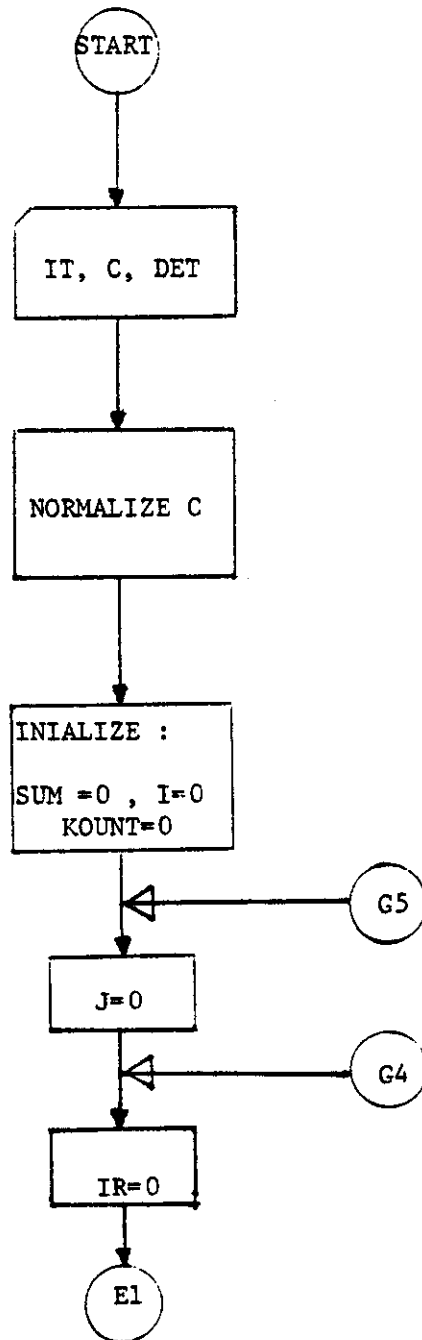 START
IT, C, DET
NORMALIZE C
INIALIZE :
SUM =0 , I=0
KOUNT=0
G5
J=0
G4
IR=0
E1